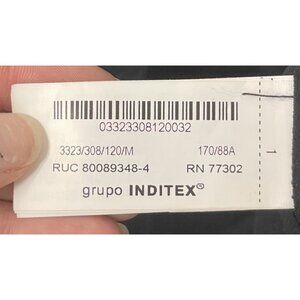 03323308120032
3323/308/120/M 170/88A
RUC 80089348-4 RN 77302
grupo INDITEX®
1